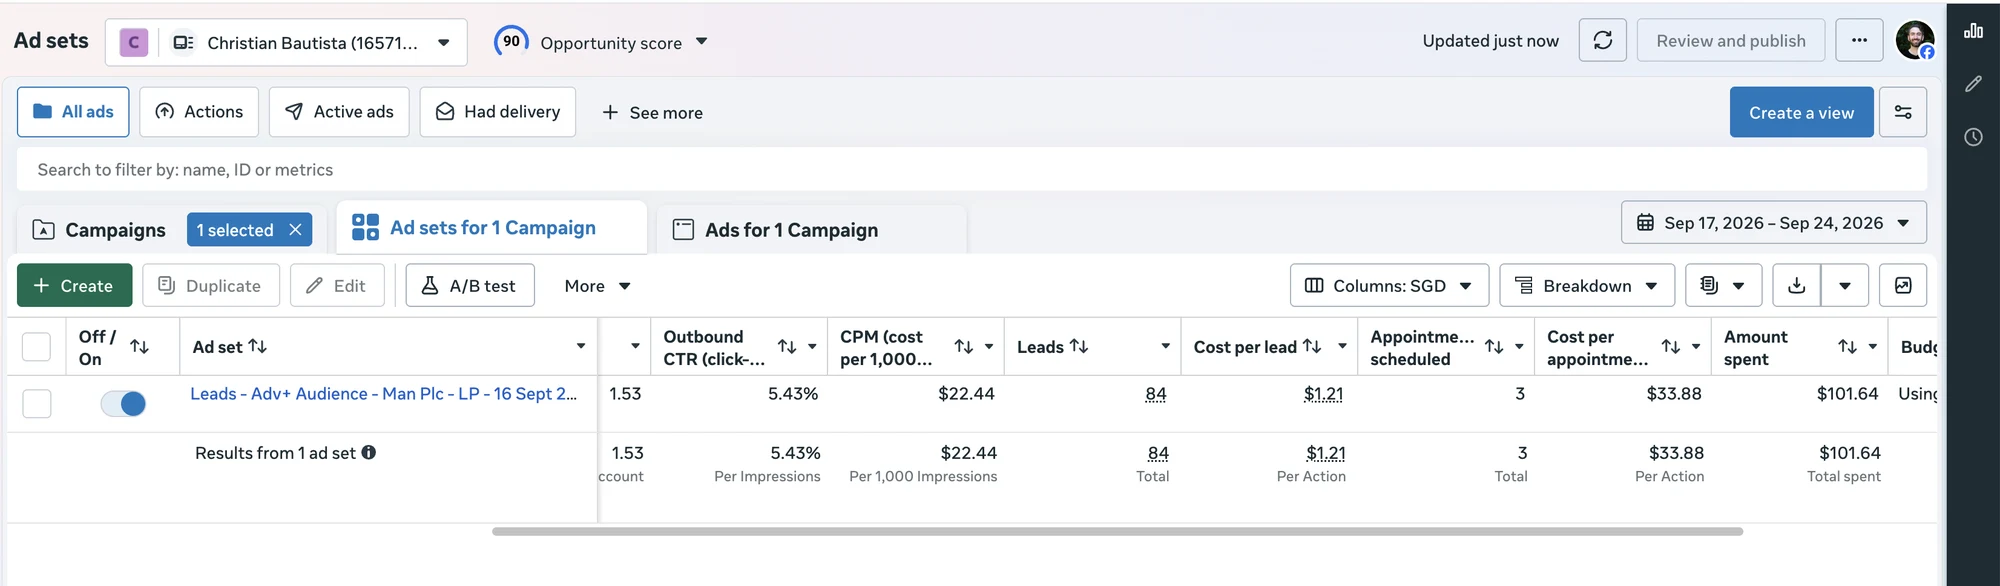 Ad sets
C
Christian Bautista (16571...
90
Opportunity score
Updated just now
Review and publish
All ads
Actions
Active ads
Had delivery
+ See more
Create a view
Search to filter by: name, ID or metrics
Campaigns
1 selected ×
Ad sets for 1 Campaign
Ads for 1 Campaign
Sep 17, 2026 – Sep 24, 2026
+ Create
Duplicate
Edit
A/B test
More
Columns: SGD
Breakdown
Off / On
Ad set
Outbound CTR (click-...
CPM (cost per 1,000...
Leads
Cost per lead
Appointme... scheduled
Cost per appointme...
Amount spent
Budg
Leads - Adv+ Audience - Man Plc - LP - 16 Sept 2...
1.53
5.43%
$22.44
84
$1.21
3
$33.88
$101.64
Using
Results from 1 ad set
1.53
5.43%
$22.44
84
$1.21
3
$33.88
$101.64
ccount
Per Impressions
Per 1,000 Impressions
Total
Per Action
Total
Per Action
Total spent